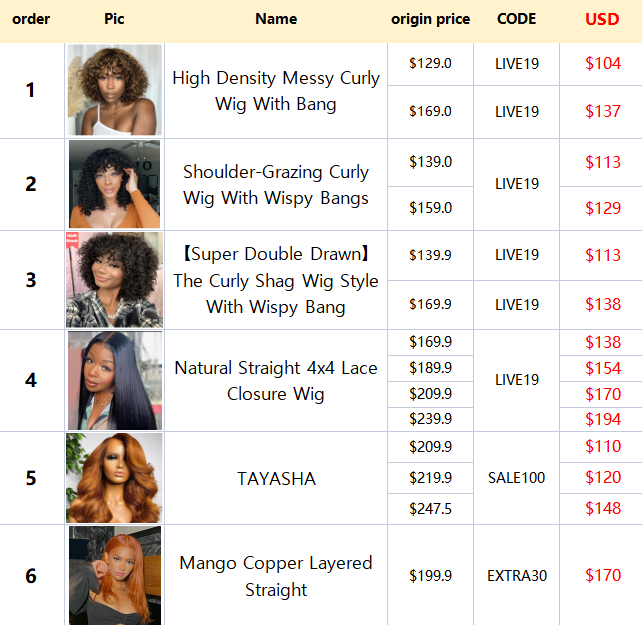 order Pic Name origin price CODE USD
1 High Density Messy Curly Wig With Bang $129.0 LIVE19 $104
$169.0 LIVE19 $137
2 Shoulder-Grazing Curly Wig With Wispy Bangs $139.0 LIVE19 $113
$159.0 $129
3 【Super Double Drawn】 The Curly Shag Wig Style With Wispy Bang $139.9 LIVE19 $113
$169.9 LIVE19 $138
4 Natural Straight 4x4 Lace Closure Wig $169.9 LIVE19 $138
$189.9 $154
$209.9 $170
$239.9 $194
5 TAYASHA $209.9 SALE100 $110
$219.9 $120
$247.5 $148
6 Mango Copper Layered Straight $199.9 EXTRA30 $170